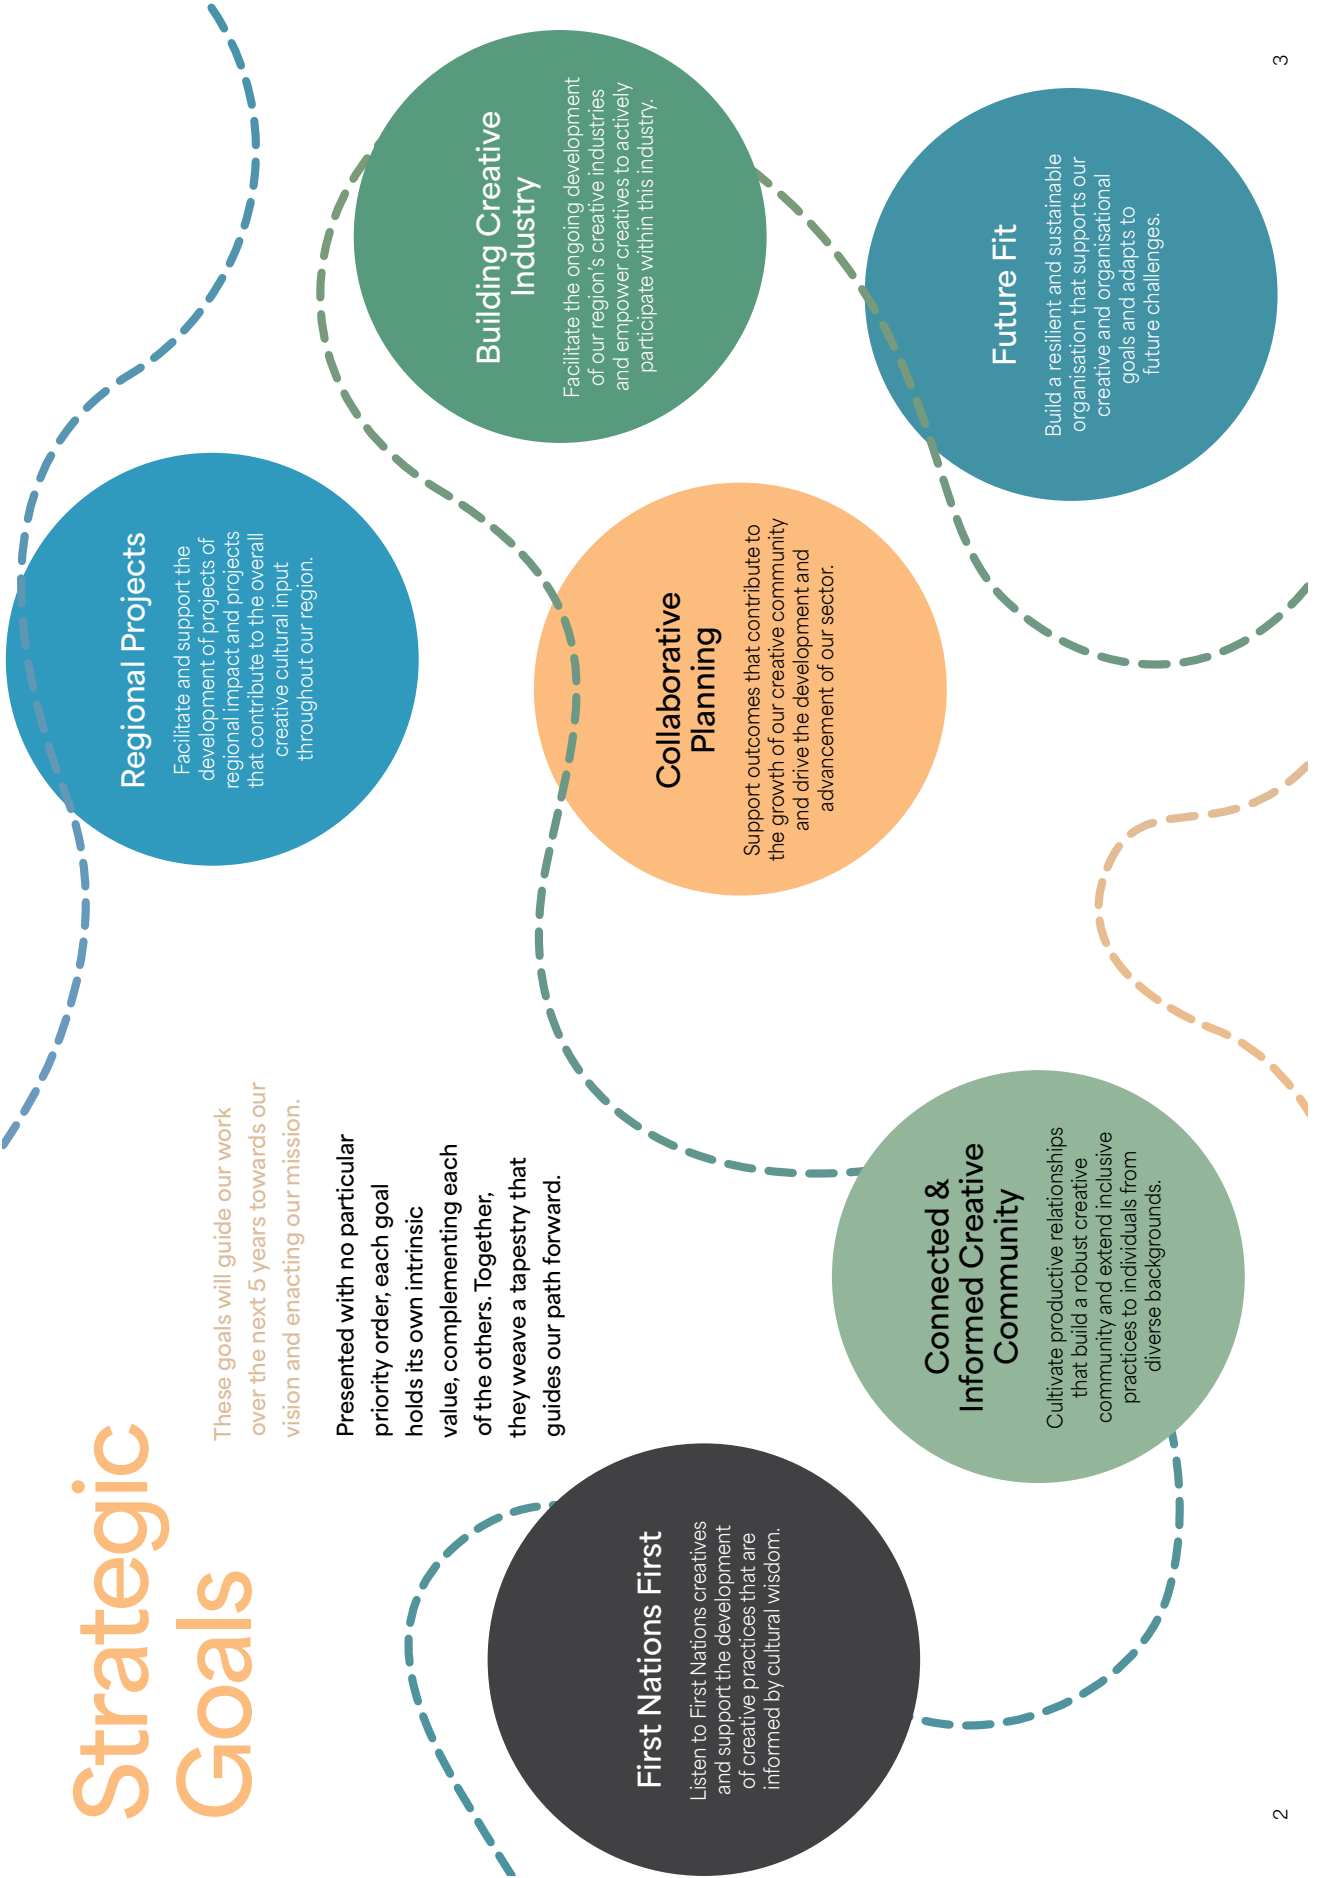 Strategic
Goals
These goals will guide our work
over the next 5 years towards our
vision and enacting our mission.
Presented with no particular
priority order, each goal
holds its own intrinsic
value, complementing each
of the others. Together,
they weave a tapestry that
guides our path forward.
First Nations First
Listen to First Nations creatives
and support the development
of creative practices that are
informed by cultural wisdom.
Connected &
Informed Creative
Community
Cultivate productive relationships
that build a robust creative
community and extend inclusive
practices to individuals from
diverse backgrounds.
Regional Projects
Facilitate and support the
development of projects of
regional impact and projects
that contribute to the overall
creative cultural input
throughout our region.
Collaborative
Planning
Support outcomes that contribute to
the growth of our creative community
and drive the development and
advancement of our sector.
Building Creative
Industry
Facilitate the ongoing development
of our region's creative industries
and empower creatives to actively
participate within this industry.
Future Fit
Build a resilient and sustainable
organisation that supports our
creative and organisational
goals and adapts to
future challenges.
2
3